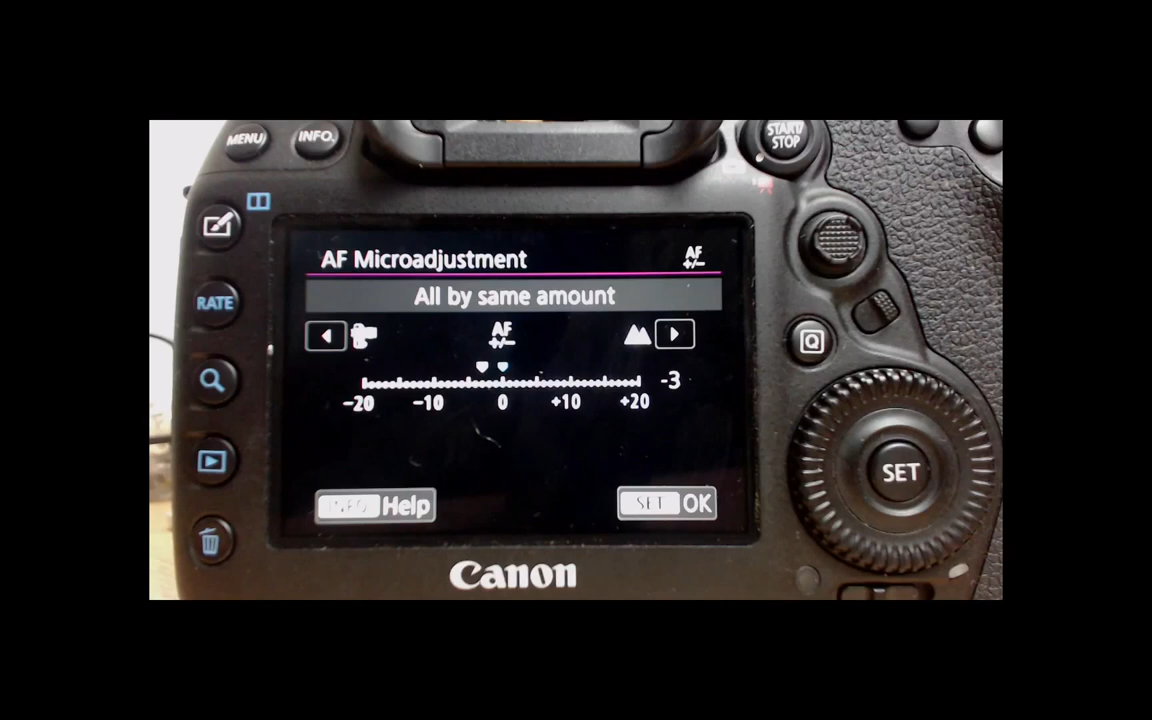 MENU INFO. START/
STOP
RATE
AF Microadjustment AF
+/−
All by same amount
AF
+/−
-3
−20 −10 0 +10 +20
INFO Help SET OK
Q
SET
Canon